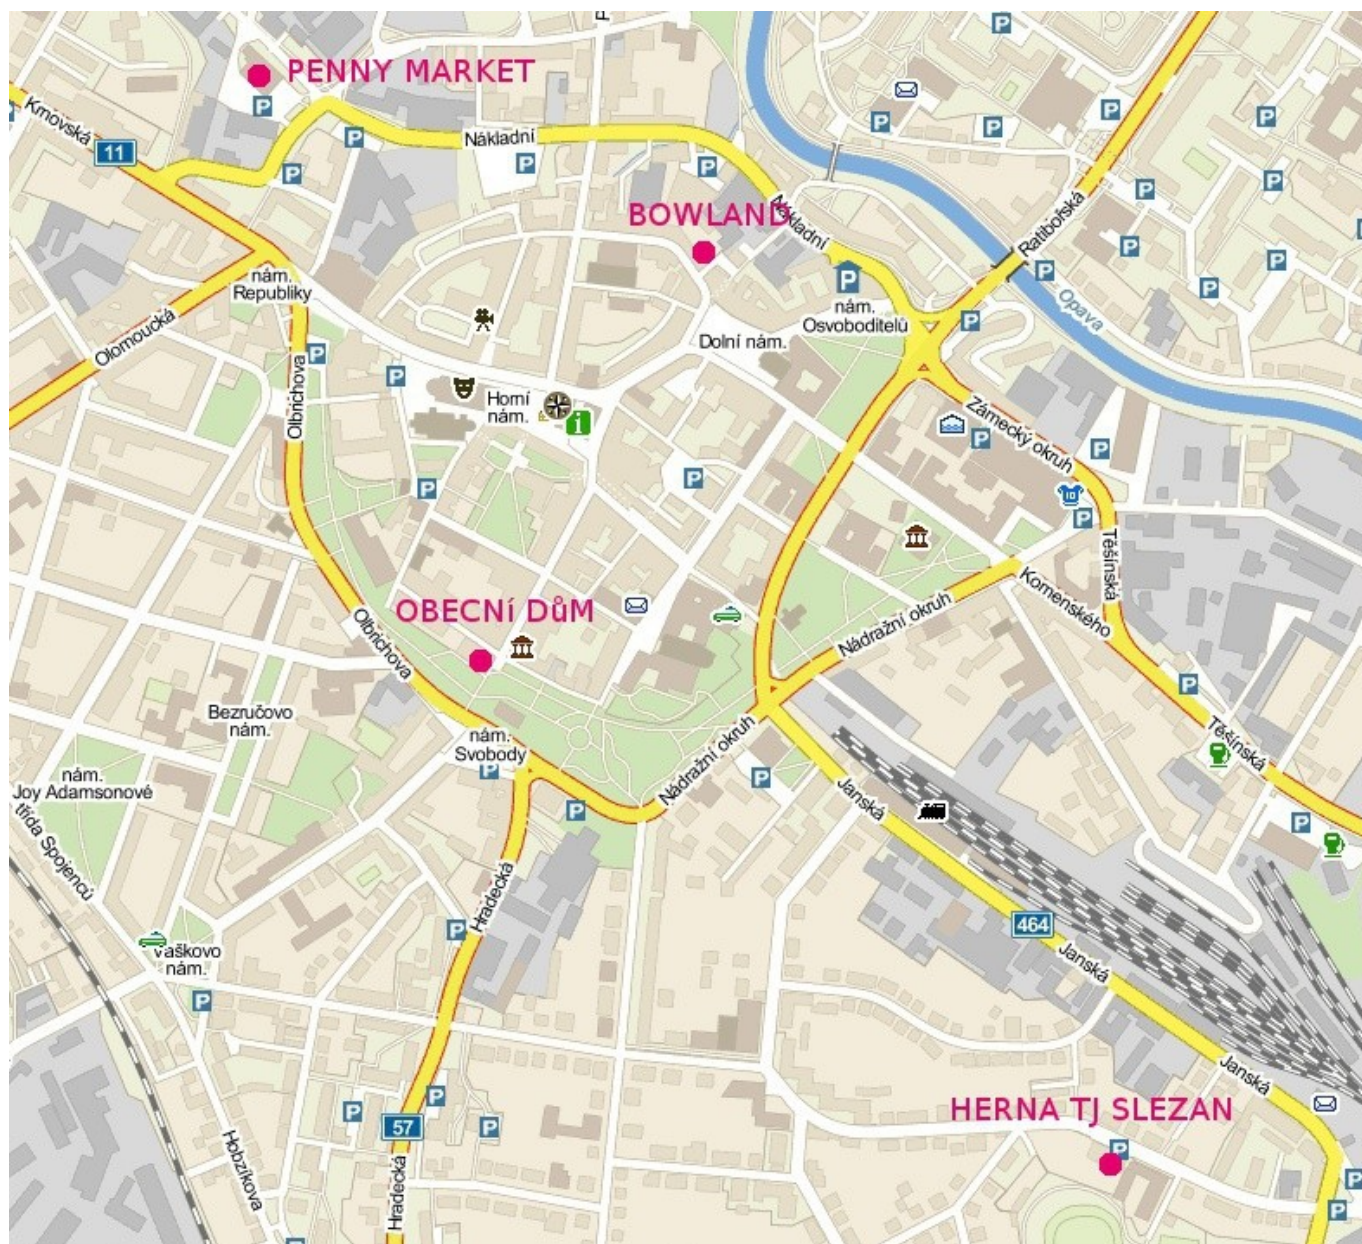 PENNY MARKET
Krnovská
11
Nákladní
BOWLAND
Nákladní
Ratibořská
nám.
Republiky
Opava
nám.
Osvoboditelů
Olomoucká
Dolní nám.
Olbrichova
Horní
nám.
Zámecký okruh
10
Těšínská
Komenského
OBECNí DůM
Olbrichova
Nádražní okruh
Bezručovo
nám.
nám.
Svobody
Těšínská
nám.
Joy Adamsonové
Nádražní okruh
Janská
třída Spojenců
Hradecká
464
Vaškovo
nám.
Janská
Janská
HERNA TJ SLEZAN
57
Hobzíkova
Hradecká